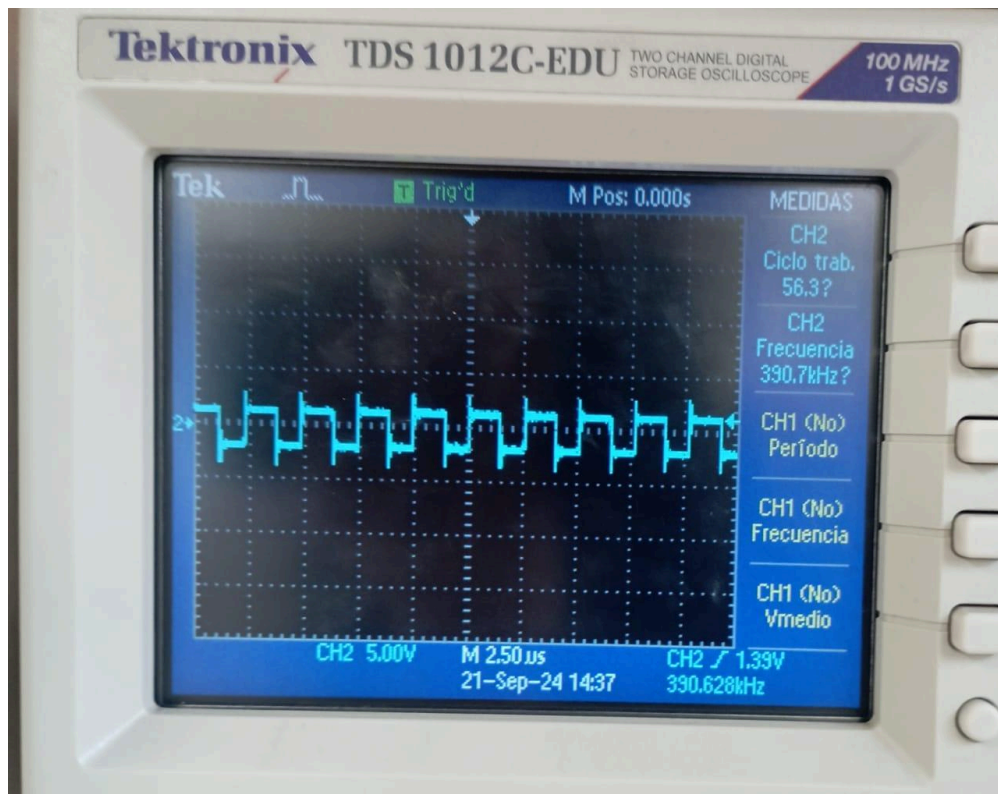 Tektronix TDS 1012C-EDU TWO CHANNEL DIGITAL STORAGE OSCILLOSCOPE
100 MHz
1 GS/s
Tek T Trig'd M Pos: 0.000s MEDIDAS
CH2
Ciclo trab.
56.3?
CH2
Frecuencia
390.7kHz?
2
CH1 (No)
Período
CH1 (No)
Frecuencia
CH1 (No)
Vmedio
CH2 5.00V M 2.50µs CH2 1.39V
21-Sep-24 14:37 390.628kHz